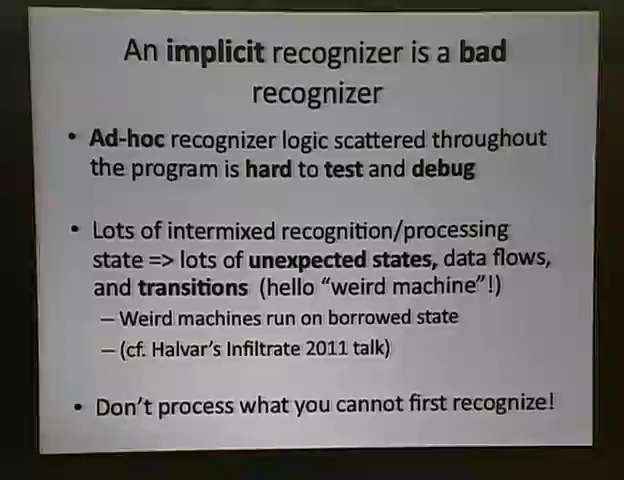 An implicit recognizer is a bad
recognizer
• Ad-hoc recognizer logic scattered throughout
the program is hard to test and debug
• Lots of intermixed recognition/processing
state => lots of unexpected states, data flows,
and transitions (hello “weird machine”!)
– Weird machines run on borrowed state
– (cf. Halvar’s Infiltrate 2011 talk)
• Don’t process what you cannot first recognize!